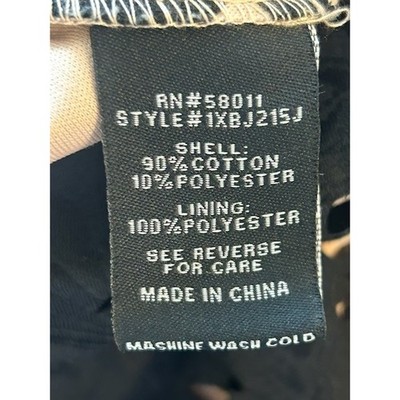 RN#58011
STYLE#1XBJ215J
SHELL:
90%COTTON
10%POLYESTER
LINING:
100%POLYESTER
SEE REVERSE
FOR CARE
MADE IN CHINA
MACHINE WASH COLD